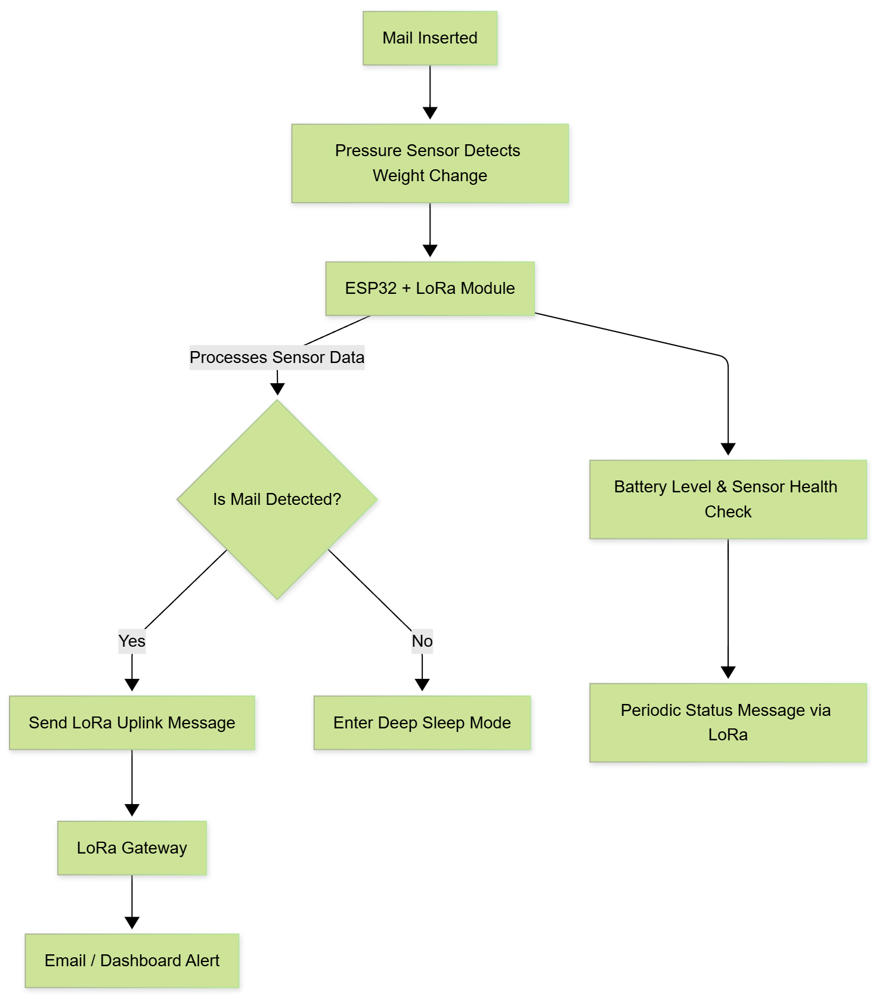 Mail Inserted
Pressure Sensor Detects
Weight Change
ESP32 + LoRa Module
Processes Sensor Data
Is Mail Detected?
Battery Level & Sensor Health
Check
Yes
No
Send LoRa Uplink Message
Enter Deep Sleep Mode
Periodic Status Message via
LoRa
LoRa Gateway
Email / Dashboard Alert